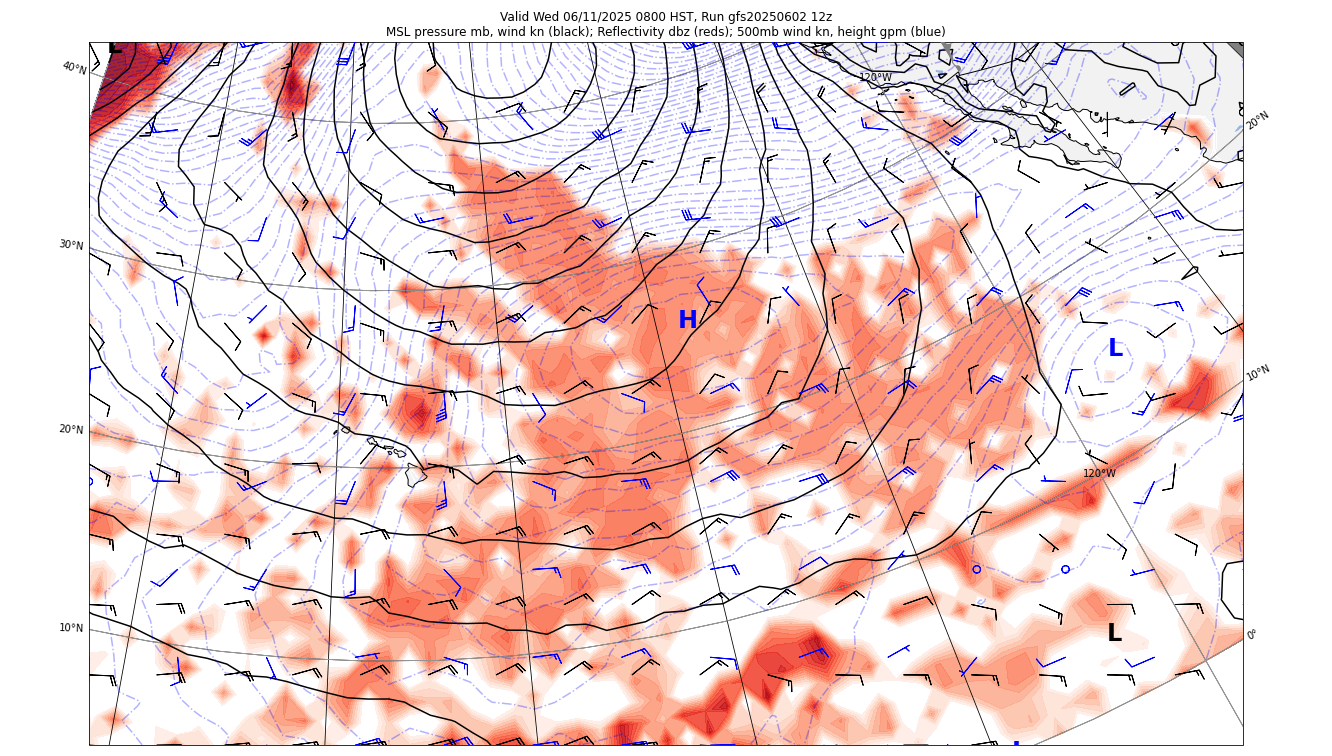 Valid Wed 06/11/2025 0800 HST, Run gfs20250602 12z
MSL pressure mb, wind kn (black); Reflectivity dbz (reds); 500mb wind kn, height gpm (blue)
L
40°N
120°W
20°N
30°N
H
L
10°N
20°N
120°W
10°N
L
0°
L